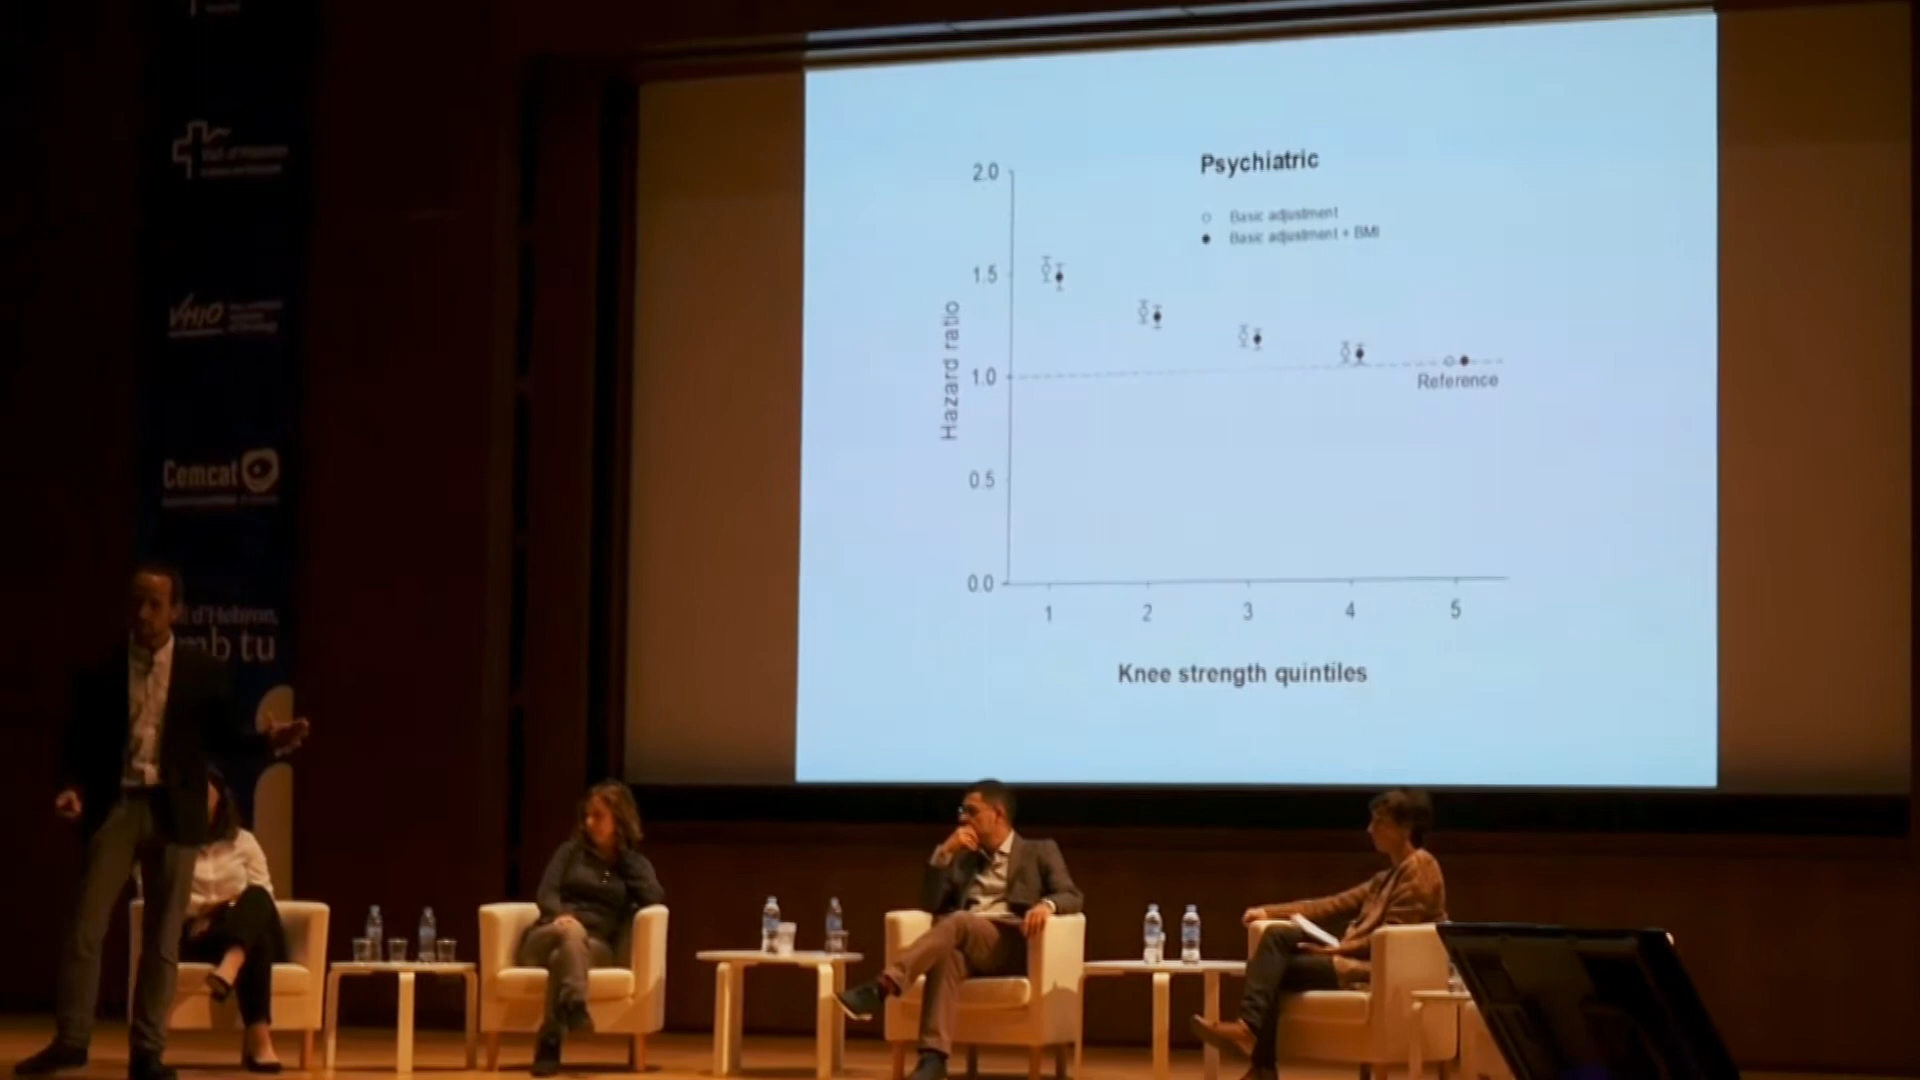 VHIO
Cemcat
d'Hebron,
mb tu
Psychiatric
Basic adjustment
Basic adjustment + BMI
Hazard ratio
2.0
1.5
1.0
0.5
0.0
Reference
1 2 3 4 5
Knee strength quintiles